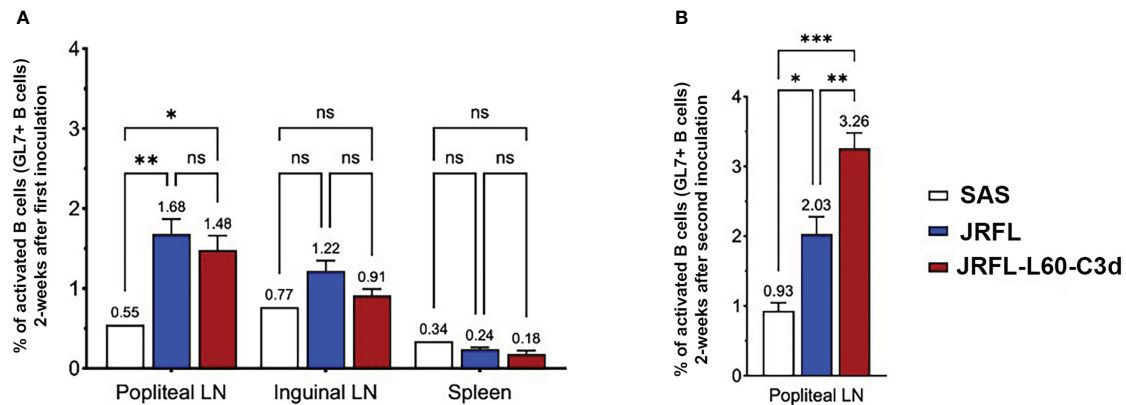 A
% of activated B cells (GL7+ B cells)
2-weeks after first inoculation
4
3
2
1
0
*
**
ns
ns
ns
ns
ns
ns
ns
0.55
1.68
1.48
0.77
1.22
0.91
0.34
0.24
0.18
Popliteal LN
Inguinal LN
Spleen
B
% of activated B cells (GL7+ B cells)
2-weeks after second inoculation
4
3
2
1
0
***
*
**
0.93
2.03
3.26
Popliteal LN
SAS
JRFL
JRFL-L60-C3d